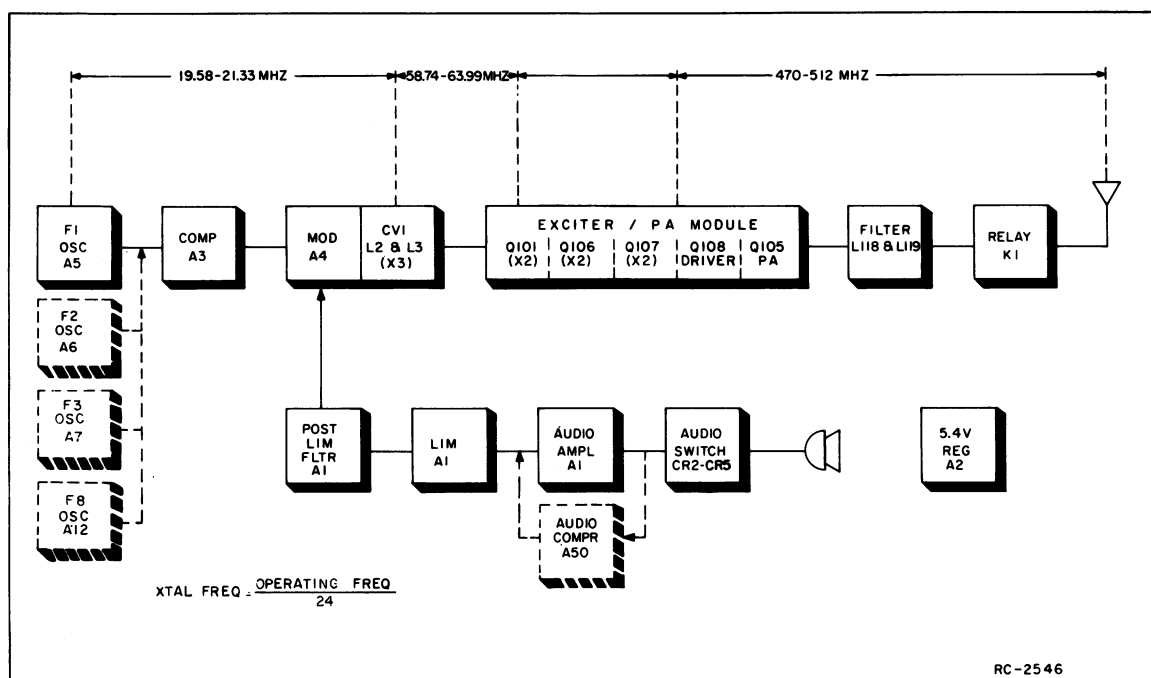 19.58-21.33 MHZ
58.74-63.99 MHZ
470-512 MHZ
F1
OSC
A5
COMP
A3
MOD
A4
CV1
L2 & L3
(X3)
EXCITER / PA MODULE
Q101
(X2)
Q106
(X2)
Q107
(X2)
Q108
DRIVER
Q105
PA
FILTER
L118 & L119
RELAY
K1
F2
OSC
A6
F3
OSC
A7
F8
OSC
A12
POST
LIM
FLTR
A1
LIM
A1
AUDIO
AMPL
A1
AUDIO
SWITCH
CR2-CR5
5.4V
REG
A2
AUDIO
COMPR
A50
XTAL FREQ = OPERATING FREQ
24
RC-2546